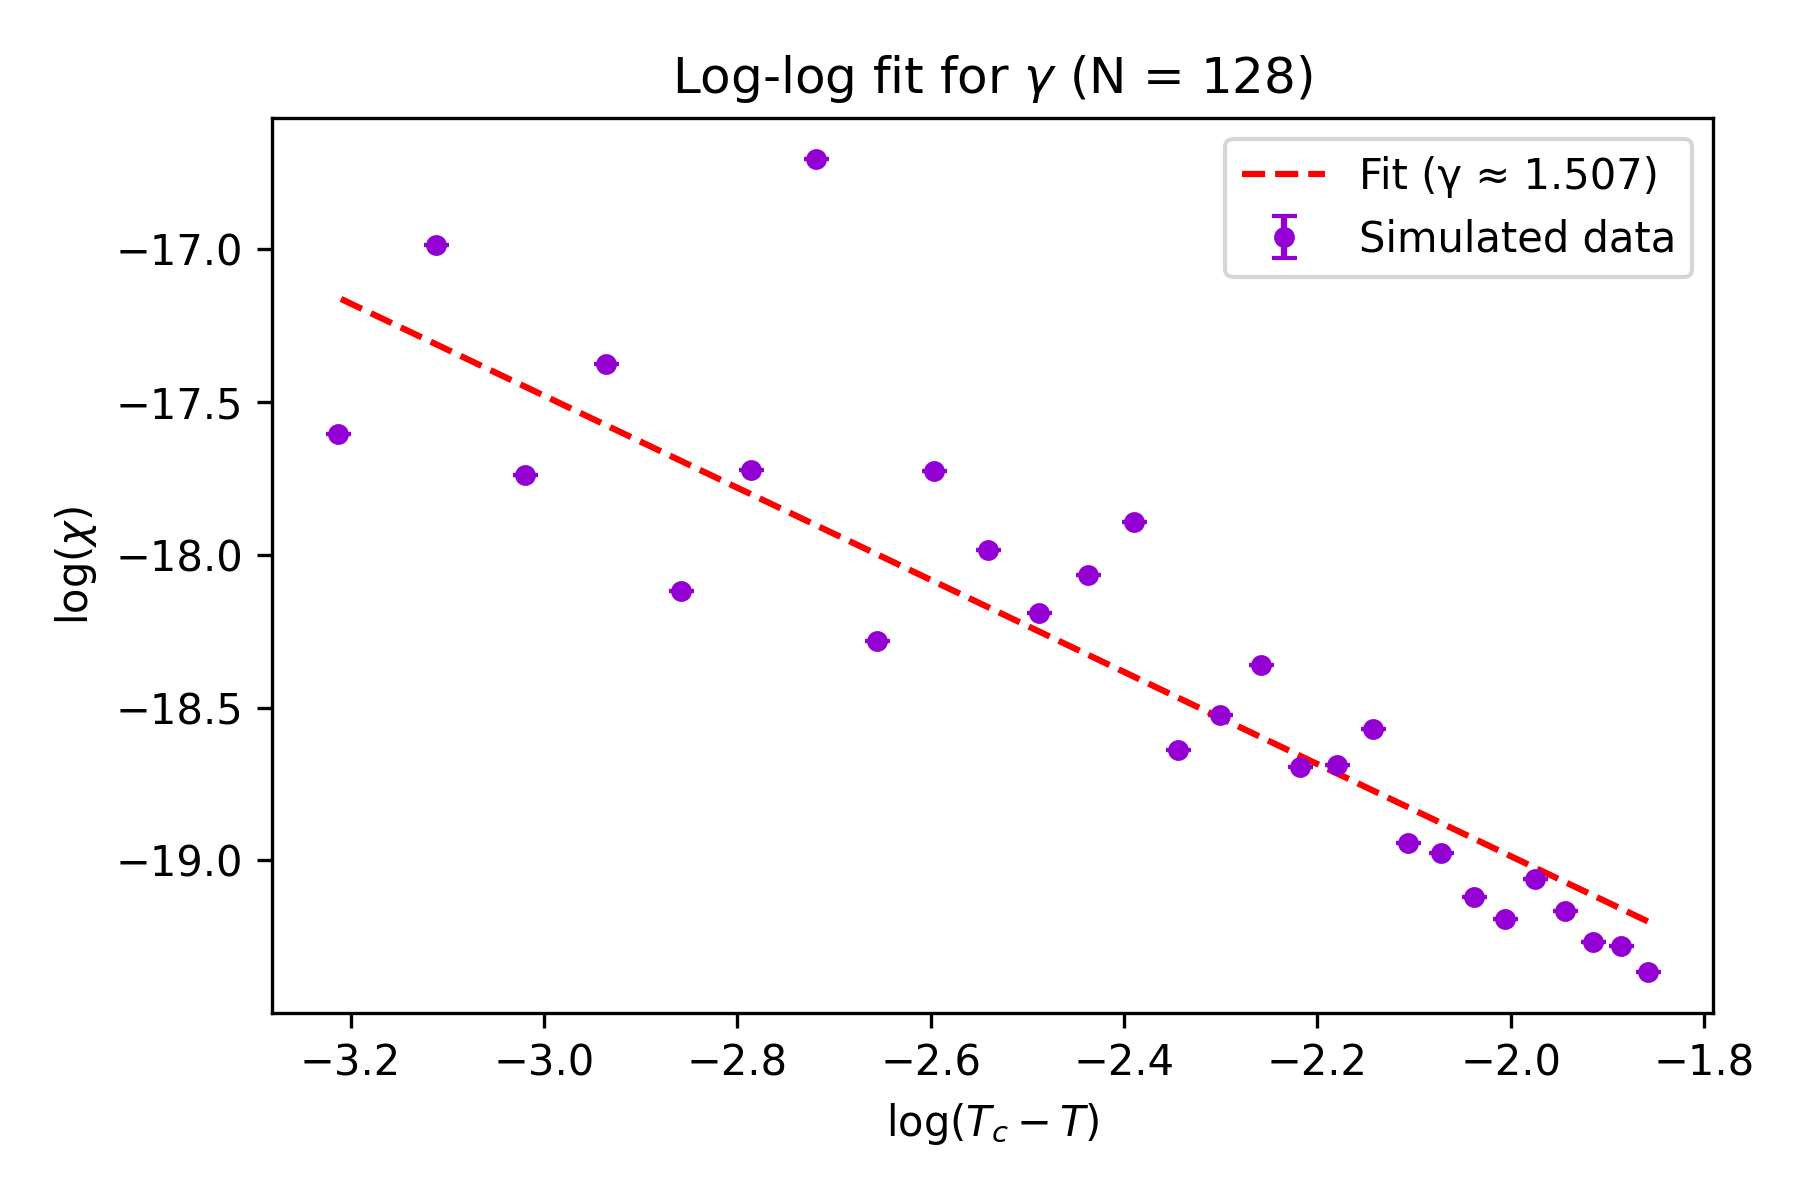 Log-log fit for γ (N = 128)
Fit (γ ≈ 1.507)
Simulated data
−17.0
−17.5
−18.0
−18.5
−19.0
log(χ)
−3.2 −3.0 −2.8 −2.6 −2.4 −2.2 −2.0 −1.8
log(T_c − T)